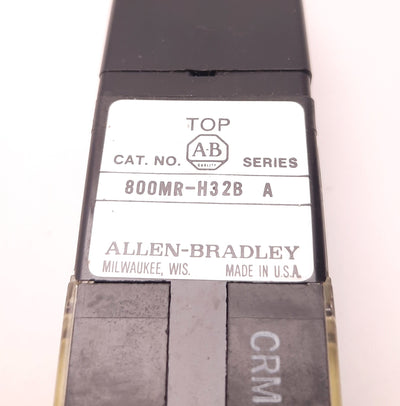 TOP
A-B
QUALITY
CAT. NO. SERIES
800MR-H32B A
ALLEN-BRADLEY
MILWAUKEE, WIS. MADE IN U.S.A.
CRM